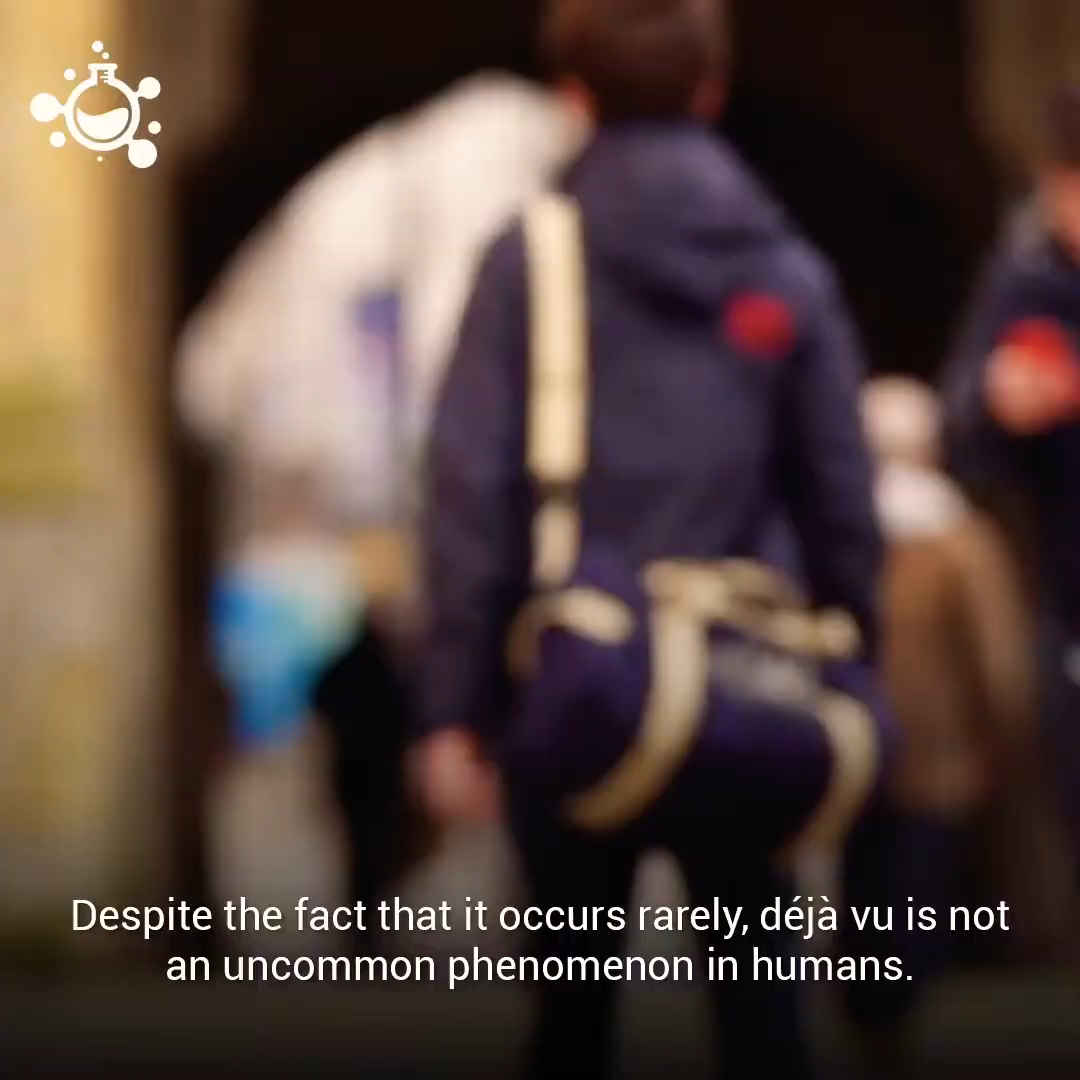 Despite the fact that it occurs rarely, déjà vu is not
an uncommon phenomenon in humans.